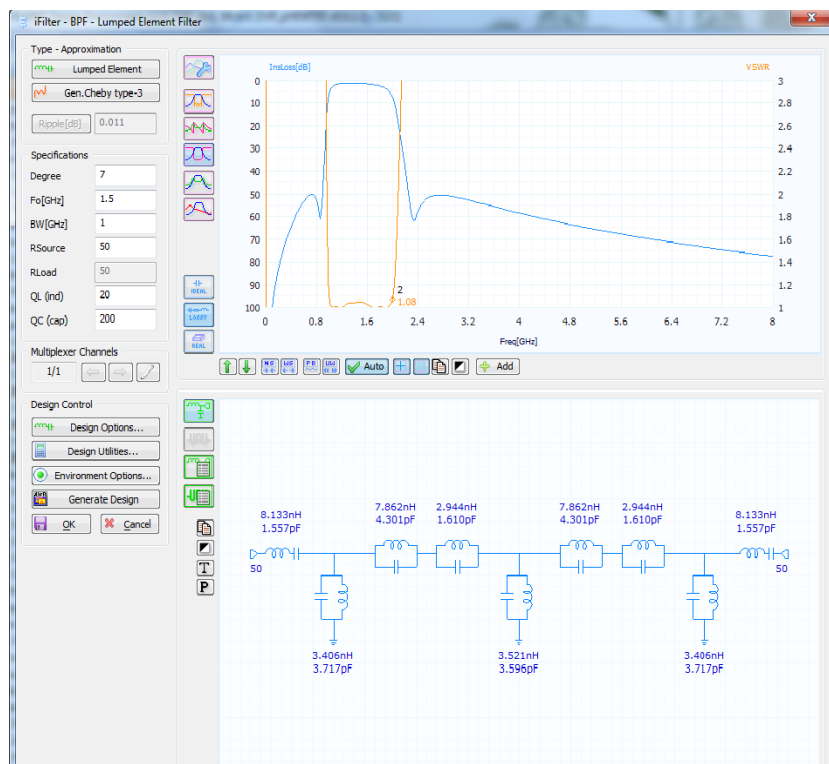 iFilter - BPF - Lumped Element Filter
Type - Approximation
Lumped Element
Gen.Cheby type-3
Ripple[dB] 0.011
Specifications
Degree 7
Fo[GHz] 1.5
BW[GHz] 1
RSource 50
RLoad 50
QL (ind) 20
QC (cap) 200
Multiplexer Channels
1/1
Design Control
Design Options...
Design Utilities...
Environment Options...
Generate Design
OK Cancel
IDEAL
LOSSY
REAL
InsLoss[dB] VSWR
0 3
10 2.8
20 2.6
30 2.4
40 2.2
50 2
60 1.8
70 1.6
80 1.4
90 1.2
100 1
2
1.08
0 0.8 1.6 2.4 3.2 4 4.8 5.6 6.4 7.2 8
Freq[GHz]
Auto Add
T
P
8.133nH 7.862nH 2.944nH 7.862nH 2.944nH 8.133nH
1.557pF 4.301pF 1.610pF 4.301pF 1.610pF 1.557pF
50 50
3.406nH 3.521nH 3.406nH
3.717pF 3.596pF 3.717pF